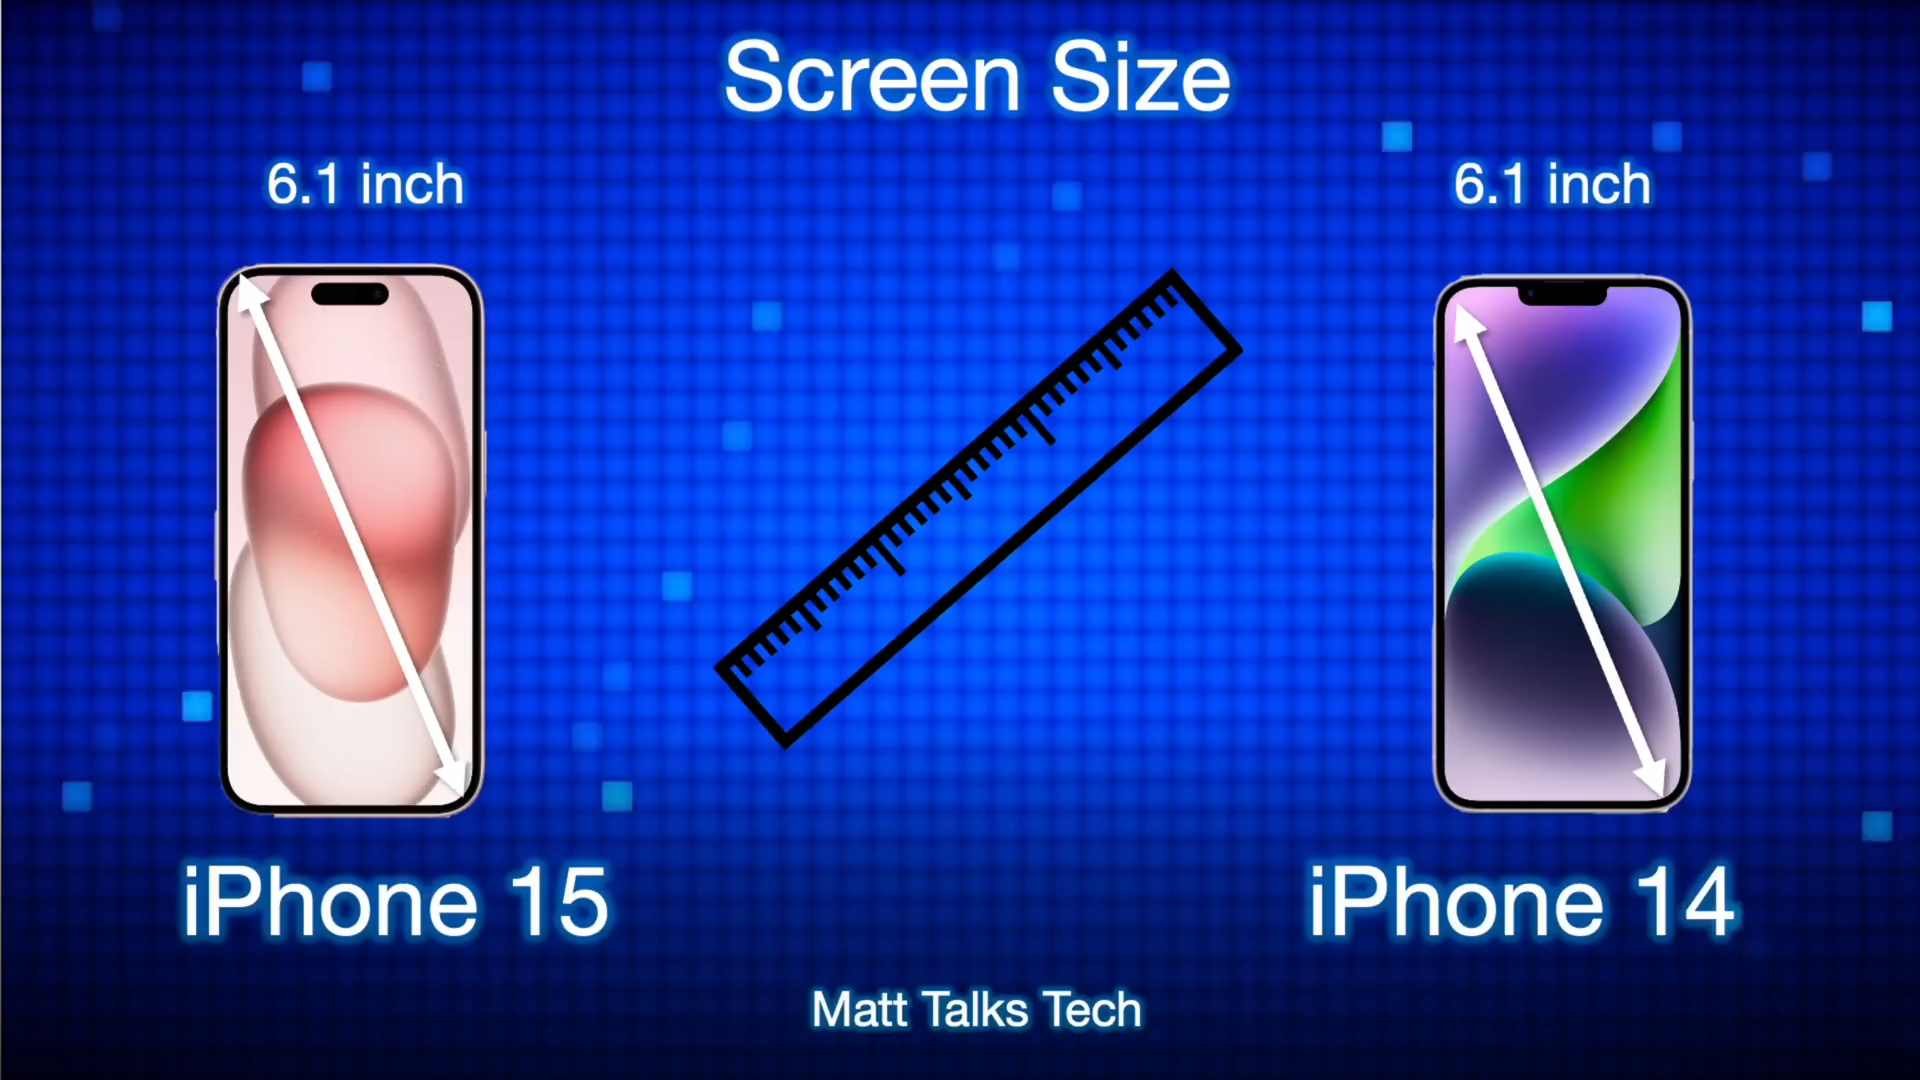 Screen Size
6.1 inch
6.1 inch
iPhone 15
iPhone 14
Matt Talks Tech